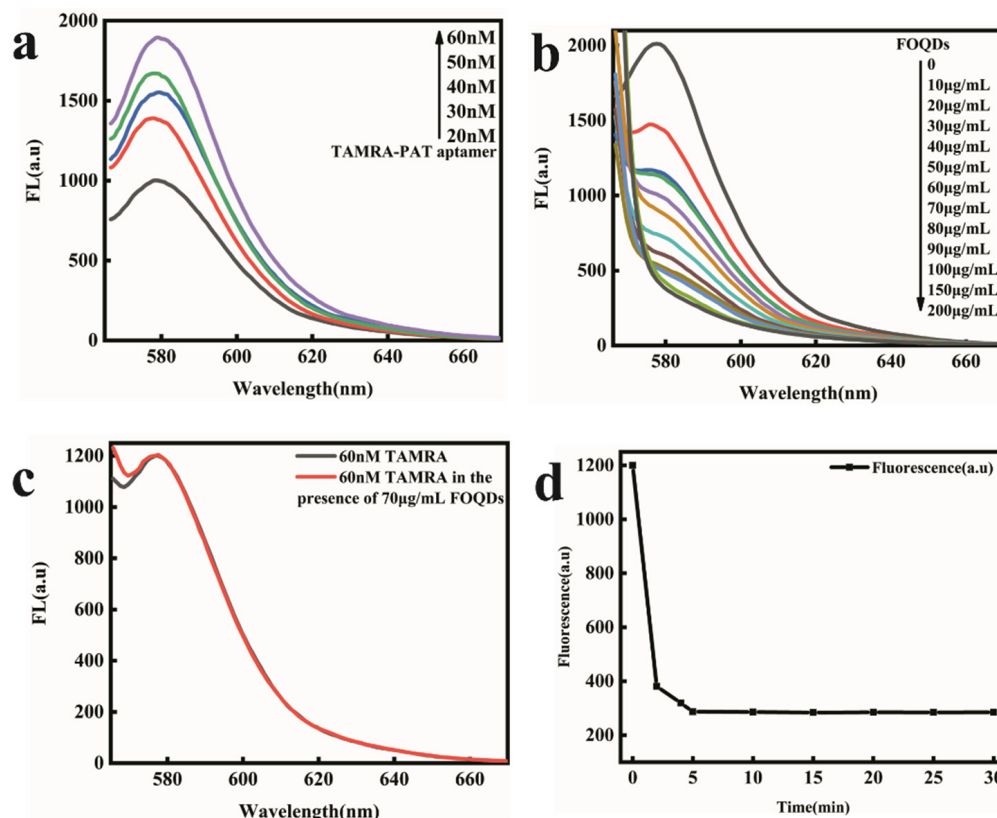 a
2000
1500
1000
500
0
FL(a.u)
580
600
620
640
660
Wavelength(nm)
60nM
50nM
40nM
30nM
20nM
TAMRA-PAT aptamer
b
2000
1500
1000
500
0
FL(a.u)
580
600
620
640
660
Wavelength(nm)
FOQDs
0
10μg/mL
20μg/mL
30μg/mL
40μg/mL
50μg/mL
60μg/mL
70μg/mL
80μg/mL
90μg/mL
100μg/mL
150μg/mL
200μg/mL
c
1200
1000
800
600
400
200
0
FL(a.u)
580
600
620
640
660
Wavelength(nm)
60nM TAMRA
60nM TAMRA in the
presence of 70μg/mL FOQDs
d
1200
1000
800
600
400
200
Fluorescence(a.u)
0
5
10
15
20
25
30
Time(min)
Fluorescence(a.u)